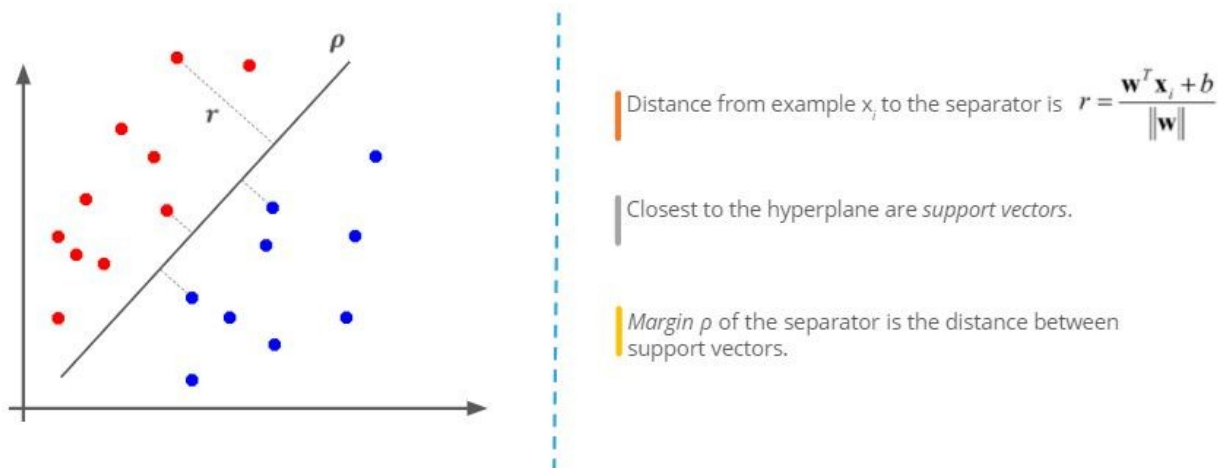 ρ
r
Distance from example xᵢ to the separator is r = (wᵀxᵢ + b) / ‖w‖
Closest to the hyperplane are support vectors.
Margin ρ of the separator is the distance between
support vectors.